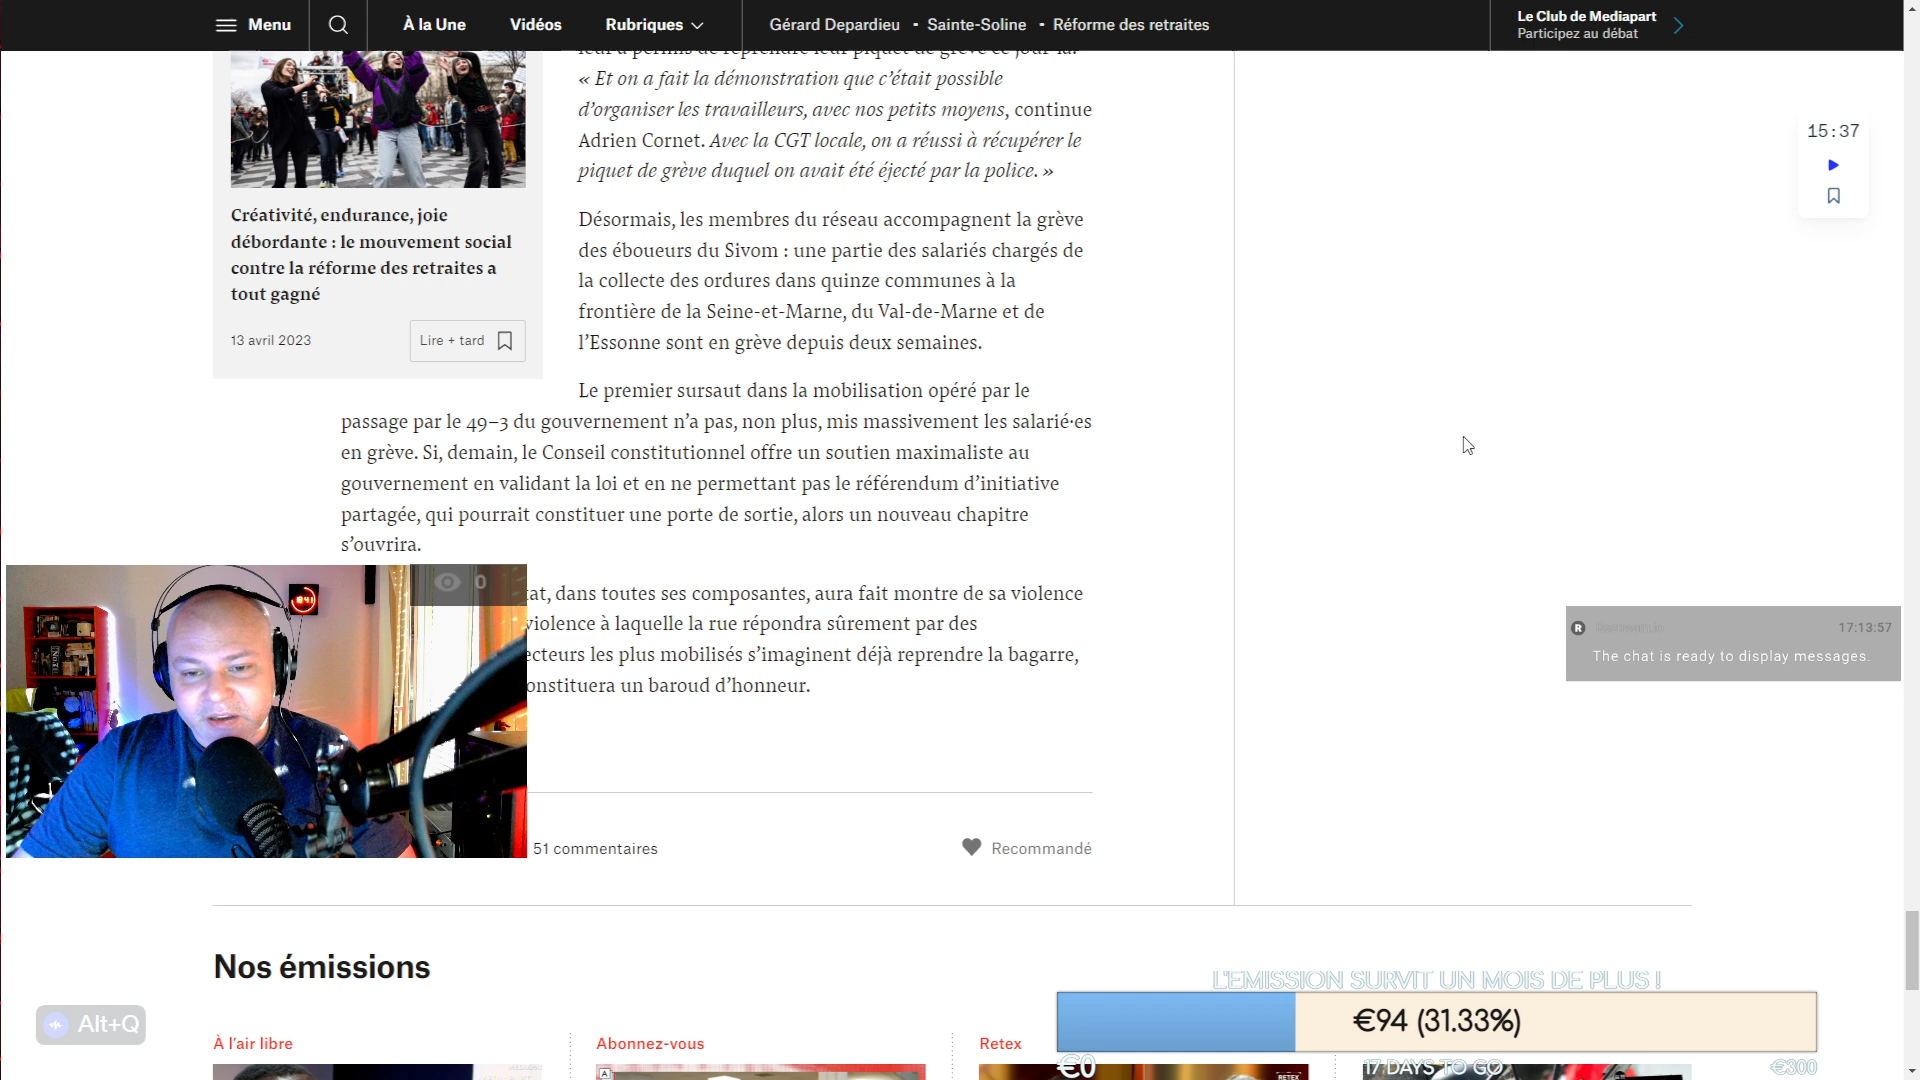 Menu
À la Une
Vidéos
Rubriques
Gérard Depardieu
Sainte-Soline
Réforme des retraites
Le Club de Mediapart
Participez au débat
leur a permis de reprendre leur piquet de grève ce jour-là.
« Et on a fait la démonstration que c’était possible
d’organiser les travailleurs, avec nos petits moyens, continue
Adrien Cornet. Avec la CGT locale, on a réussi à récupérer le
piquet de grève duquel on avait été éjecté par la police. »
15:37
Créativité, endurance, joie
débordante : le mouvement social
contre la réforme des retraites a
tout gagné
13 avril 2023
Lire + tard
Désormais, les membres du réseau accompagnent la grève
des éboueurs du Sivom : une partie des salariés chargés de
la collecte des ordures dans quinze communes à la
frontière de la Seine-et-Marne, du Val-de-Marne et de
l’Essonne sont en grève depuis deux semaines.
Le premier sursaut dans la mobilisation opéré par le
passage par le 49-3 du gouvernement n’a pas, non plus, mis massivement les salarié·es
en grève. Si, demain, le Conseil constitutionnel offre un soutien maximaliste au
gouvernement en validant la loi et en ne permettant pas le référendum d’initiative
partagée, qui pourrait constituer une porte de sortie, alors un nouveau chapitre
s’ouvrira.
0
tat, dans toutes ses composantes, aura fait montre de sa violence
violence à laquelle la rue répondra sûrement par des
ecteurs les plus mobilisés s’imaginent déjà reprendre la bagarre,
onstituera un baroud d’honneur.
R
17:13:57
The chat is ready to display messages.
51 commentaires
Recommandé
Nos émissions
L'EMISSION SURVIT UN MOIS DE PLUS !
€94 (31.33%)
€0
17 DAYS TO GO
€300
Alt+Q
À l’air libre
Abonnez-vous
Retex
A
RETEX